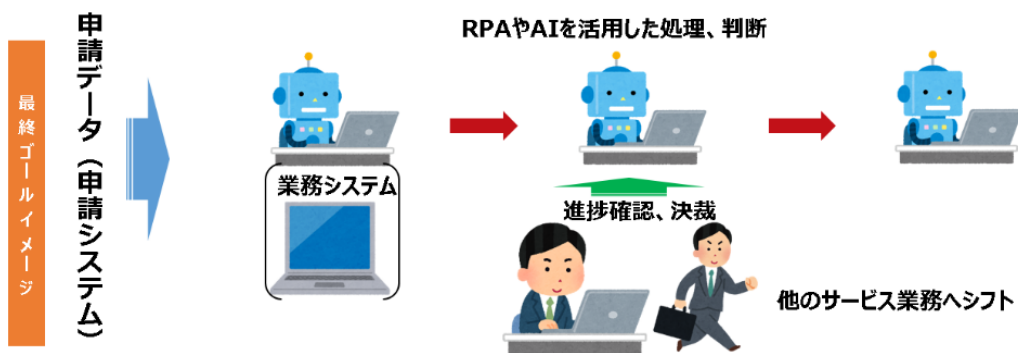 最終ゴールイメージ
申請データ（申請システム）
RPAやAIを活用した処理、判断
業務システム
進捗確認、決裁
他のサービス業務へシフト